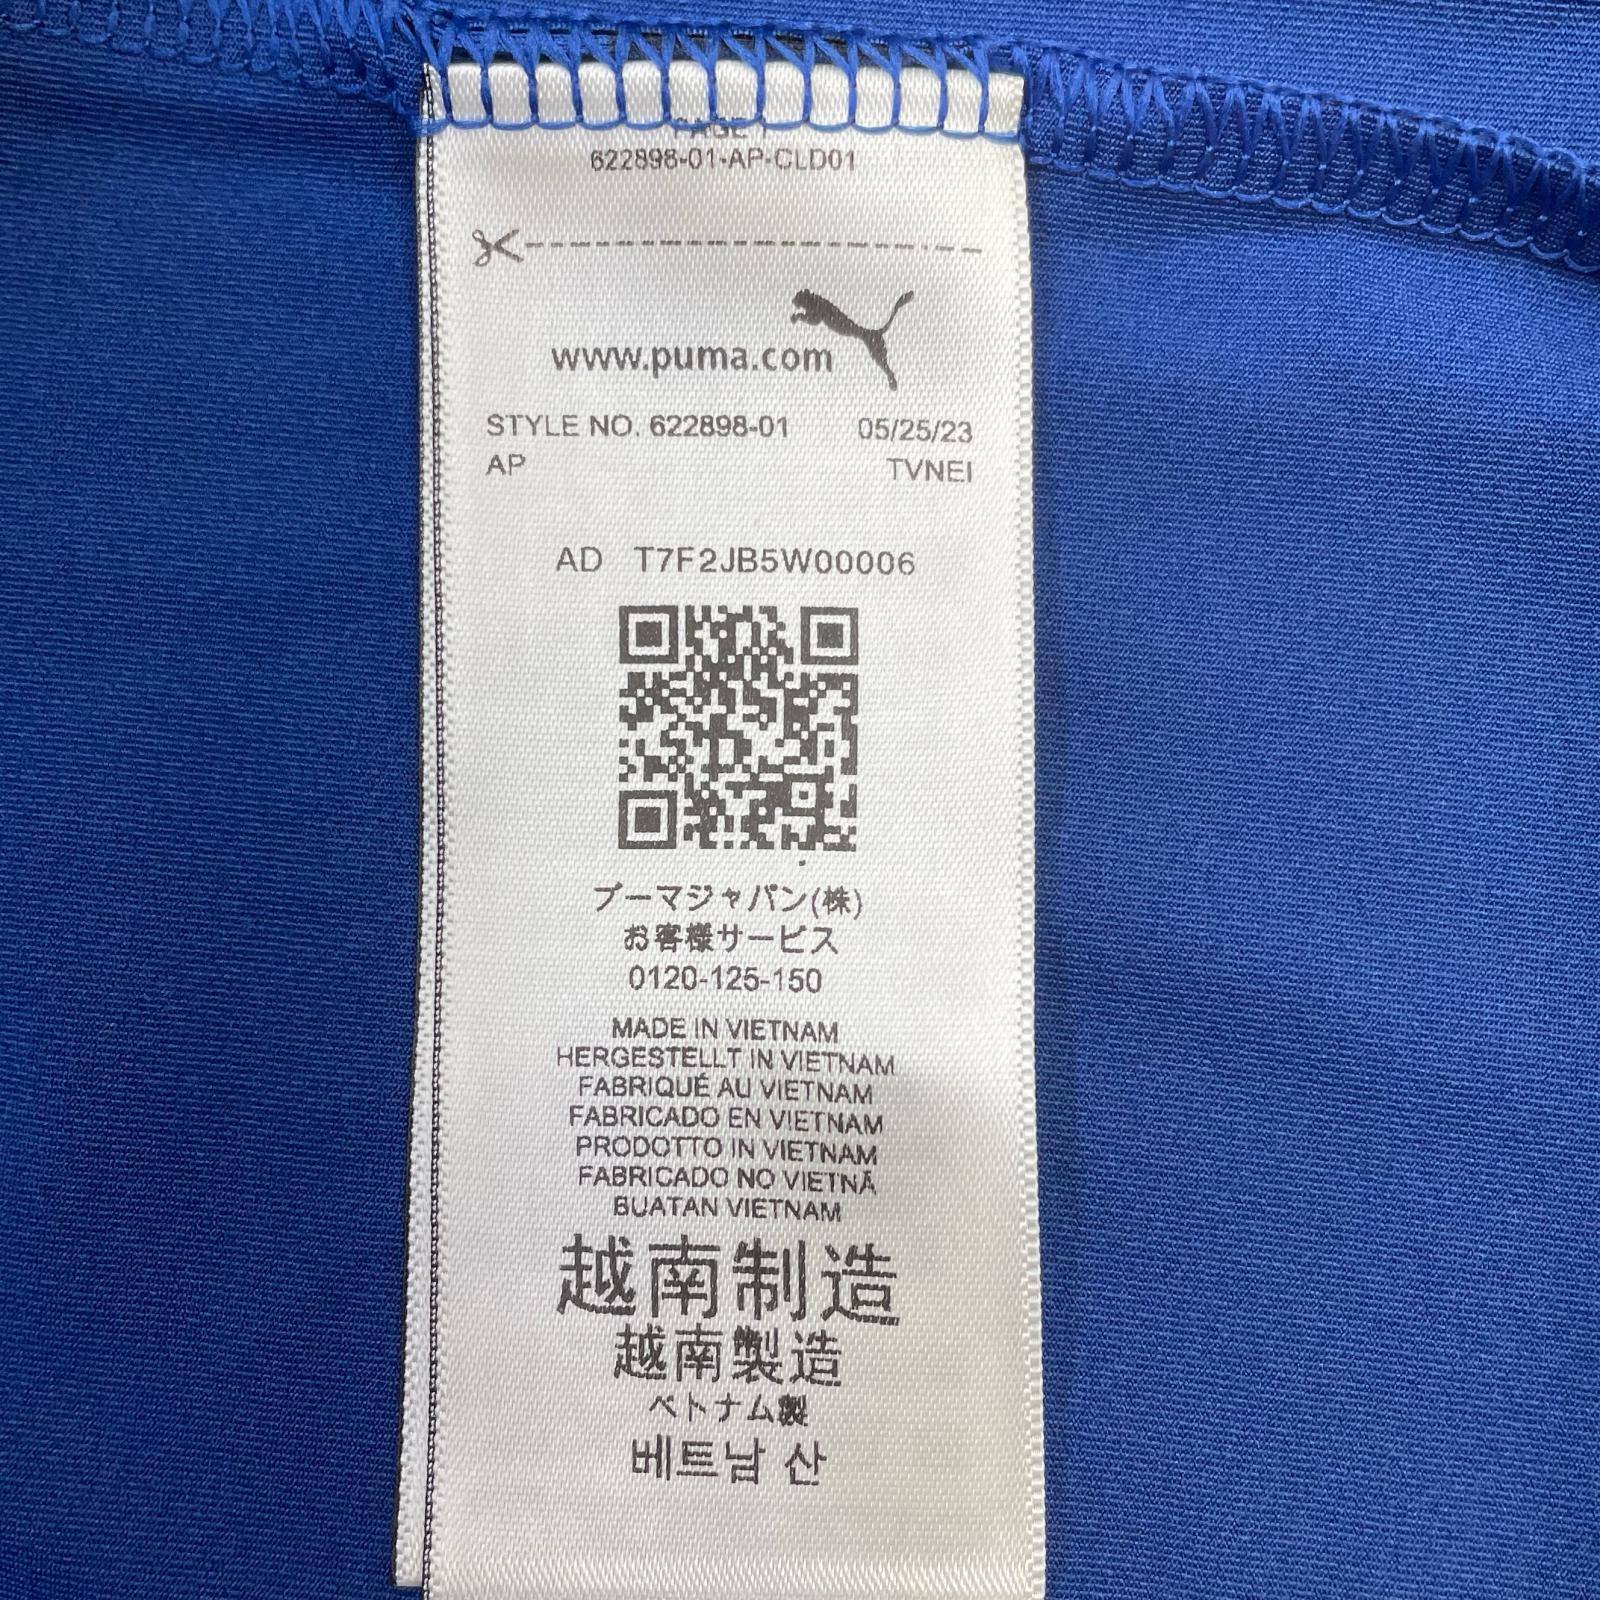 PAGE 1
622898-01-AP-CLD01
www.puma.com
STYLE NO. 622898-01 05/25/23
AP TVNEI
AD T7F2JB5W00006
プーマジャパン(株)
お客様サービス
0120-125-150
MADE IN VIETNAM
HERGESTELLT IN VIETNAM
FABRIQUÉ AU VIETNAM
FABRICADO EN VIETNAM
PRODOTTO IN VIETNAM
FABRICADO NO VIETNÃ
BUATAN VIETNAM
越南制造
越南製造
ベトナム製
베트남 산